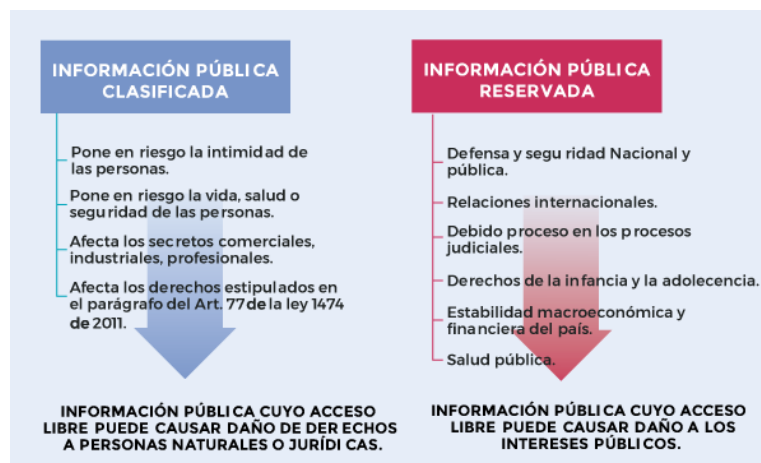 INFORMACIÓN PÚBLICA
CLASIFICADA
Pone en riesgo la intimidad de
las personas.
Pone en riesgo la vida, salud o
seguridad de las personas.
Afecta los secretos comerciales,
industriales, profesionales.
Afecta los derechos estipulados en
el parágrafo del Art. 77 de la ley 1474
de 2011.
INFORMACIÓN PÚBLICA CUYO ACCESO
LIBRE PUEDE CAUSAR DAÑO DE DERECHOS
A PERSONAS NATURALES O JURÍDICAS.
INFORMACIÓN PÚBLICA
RESERVADA
Defensa y seguridad Nacional y
pública.
Relaciones internacionales.
Debido proceso en los procesos
judiciales.
Derechos de la infancia y la adolecencia.
Estabilidad macroeconómica y
financiera del país.
Salud pública.
INFORMACIÓN PÚBLICA CUYO ACCESO
LIBRE PUEDE CAUSAR DAÑO A LOS
INTERESES PÚBLICOS.